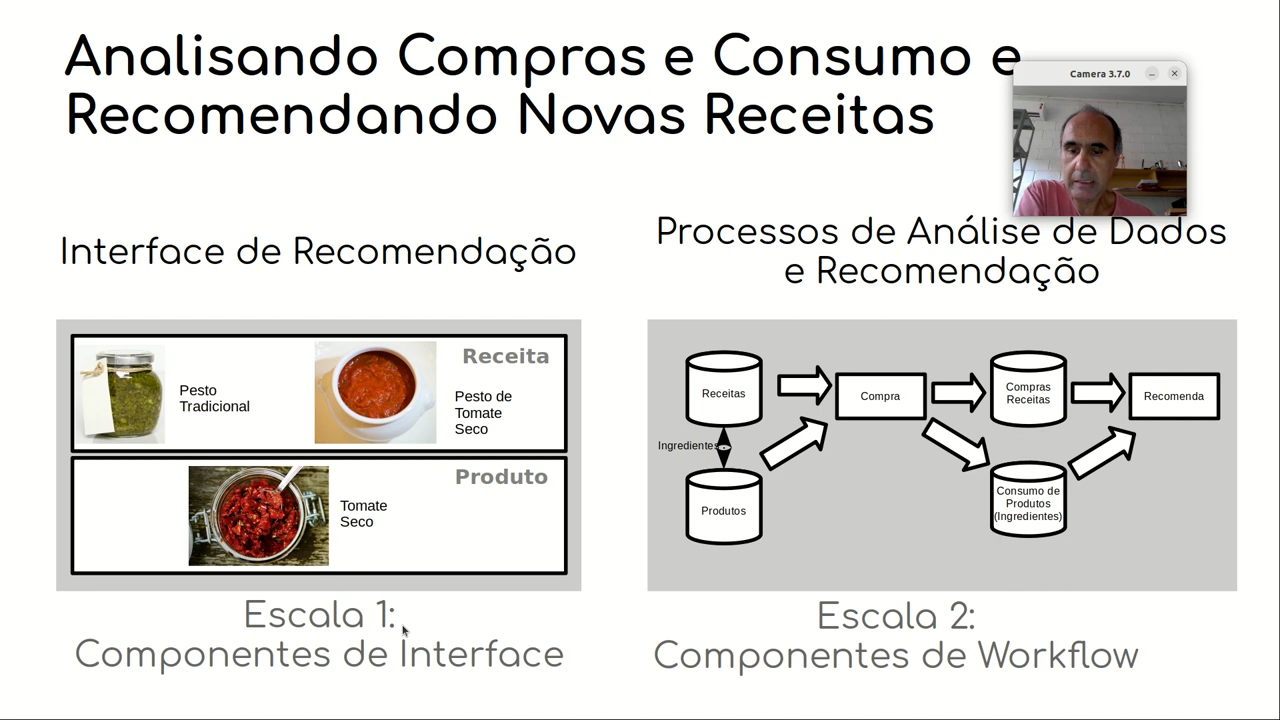 Analisando Compras e Consumo e
Recomendando Novas Receitas
Camera 3.7.0
Interface de Recomendação
Processos de Análise de Dados
e Recomendação
Receita
Pesto
Tradicional
Pesto de
Tomate
Seco
Produto
Tomate
Seco
Receitas
Compra
Compras
Receitas
Recomenda
Ingredientes
Produtos
Consumo de
Produtos
(Ingredientes)
Escala 1:
Componentes de Interface
Escala 2:
Componentes de Workflow